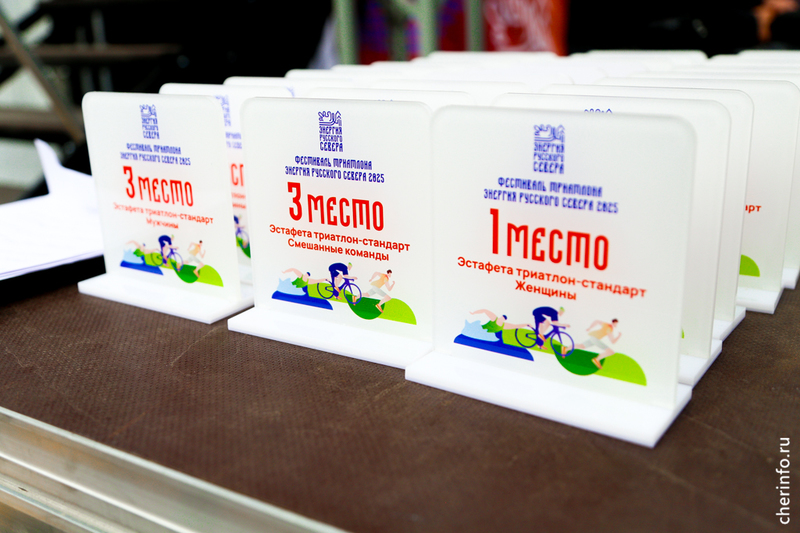 ЭНЕРГИЯ
РУССКОГО
СЕВЕРА
ФЕСТИВАЛЬ ТРИАТЛОНА
ЭНЕРГИЯ РУССКОГО СЕВЕРА 2025
3 МЕСТО
Эстафета триатлон-стандарт
Мужчины
ЭНЕРГИЯ
РУССКОГО
СЕВЕРА
ФЕСТИВАЛЬ ТРИАТЛОНА
ЭНЕРГИЯ РУССКОГО СЕВЕРА 2025
3 МЕСТО
Эстафета триатлон-стандарт
Смешанные команды
ЭНЕРГИЯ
РУССКОГО
СЕВЕРА
ФЕСТИВАЛЬ ТРИАТЛОНА
ЭНЕРГИЯ РУССКОГО СЕВЕРА 2025
1 МЕСТО
Эстафета триатлон-стандарт
Женщины
cherinfo.ru